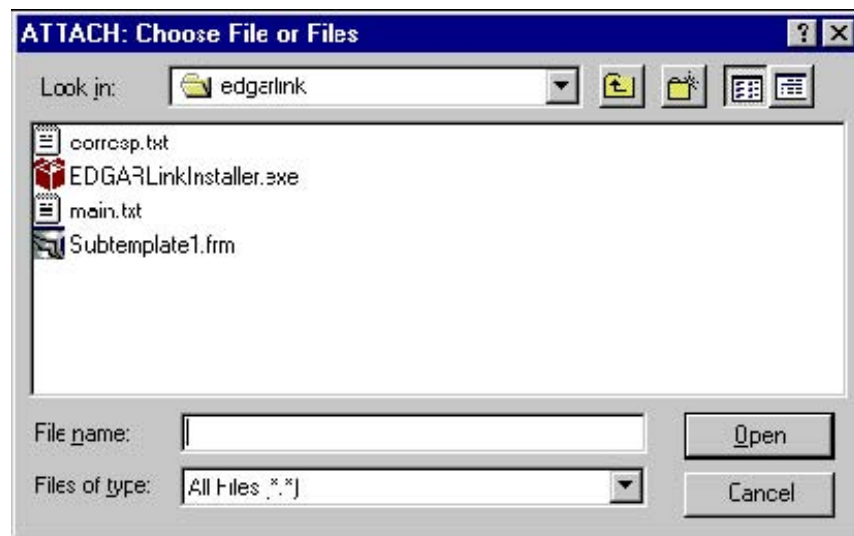 ATTACH: Choose File or Files
Look in: edgarlink
corresp.txt
EDGARLinkInstaller.exe
main.txt
Subtemplate1.frm
File name: Open
Files of type: All Files (*.*) Cancel